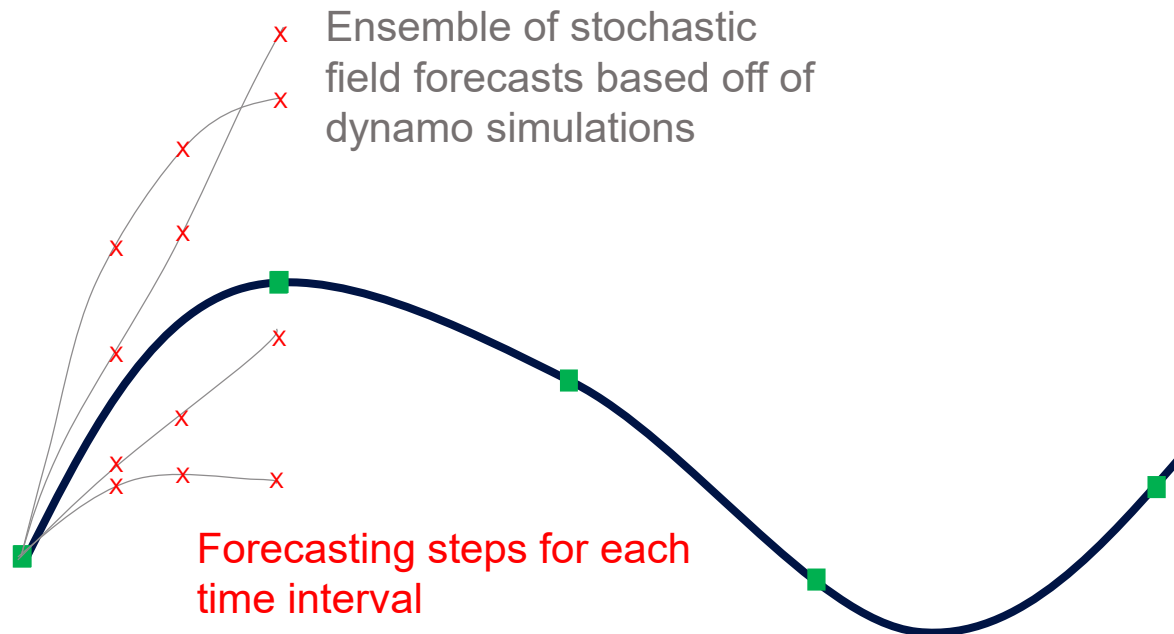 Ensemble of stochastic
field forecasts based off of
dynamo simulations
Forecasting steps for each
time interval